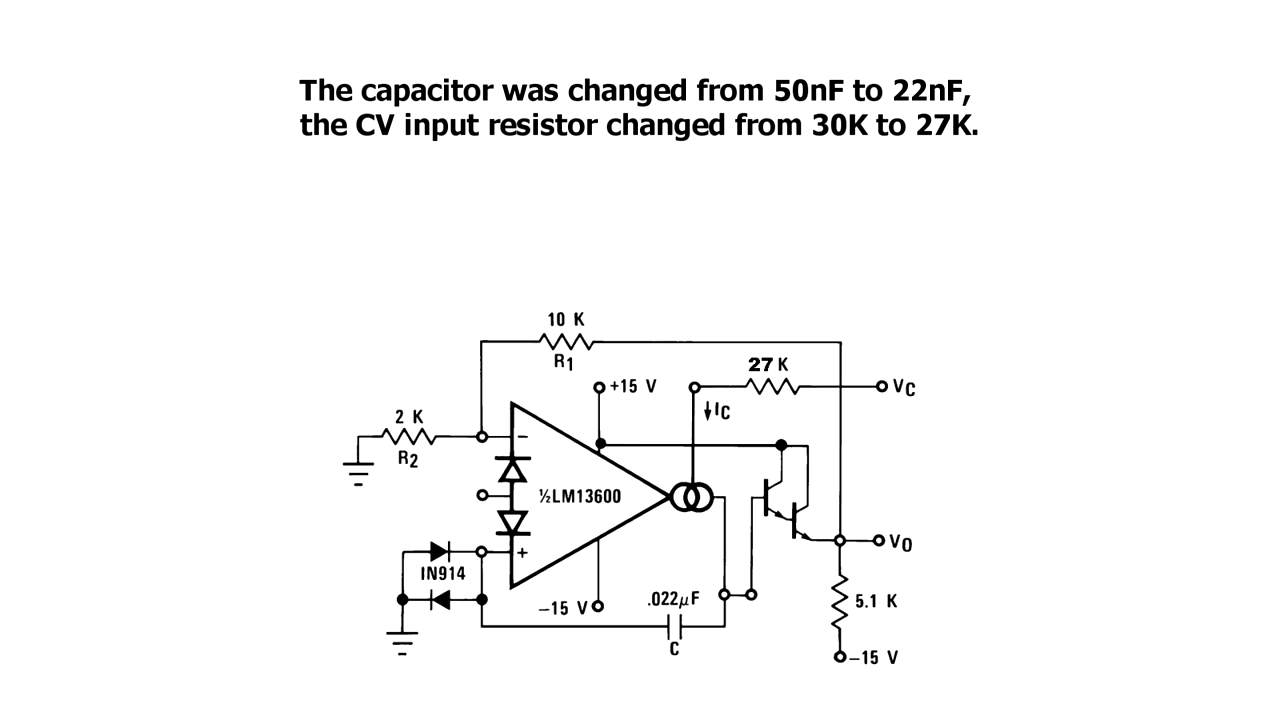 The capacitor was changed from 50nF to 22nF,
the CV input resistor changed from 30K to 27K.
10 K
R1
27 K
VC
+15 V
IC
2 K
R2
−
½LM13600
+
IN914
VO
−15 V
.022µF
C
5.1 K
−15 V